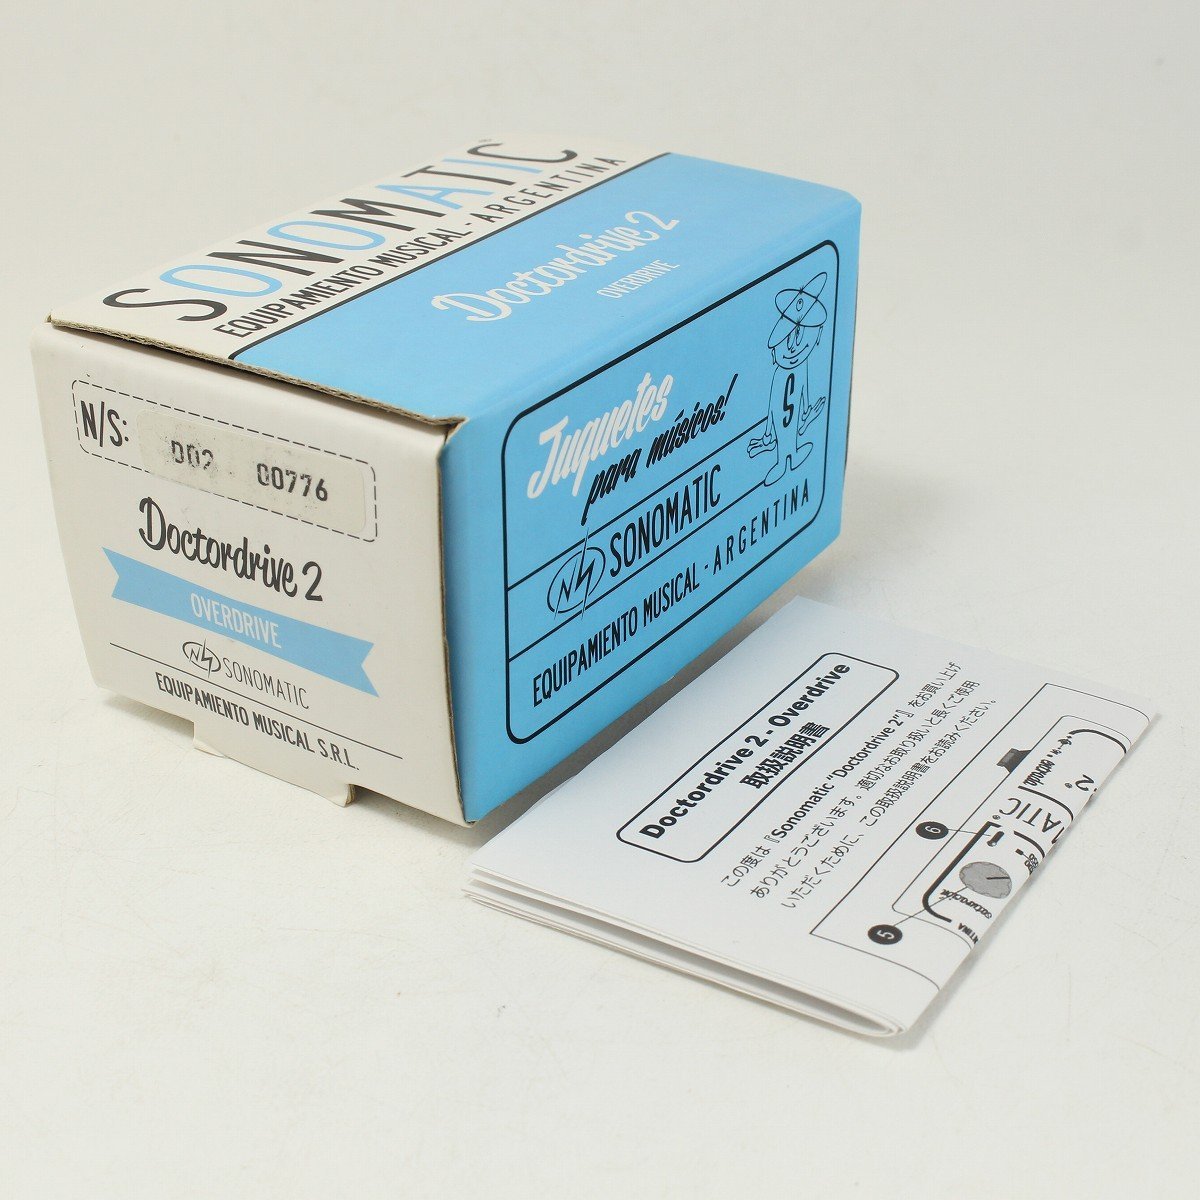 SONOMATIC®
EQUIPAMIENTO MUSICAL - ARGENTINA
Doctordrive 2
OVERDRIVE
Juguetes
para músicos!
S
SONOMATIC
EQUIPAMIENTO MUSICAL - ARGENTINA
N/S: D02 00776
Doctordrive 2
OVERDRIVE
SONOMATIC
EQUIPAMIENTO MUSICAL S.R.L.
Doctordrive 2 - Overdrive
取扱説明書
この度は『Sonomatic "Doctordrive 2"』をお買い上げ
ありがとうございます。適切なお取り扱いと長くご使用
いただくために、この取扱説明書をお読みください。
6
5
saturación